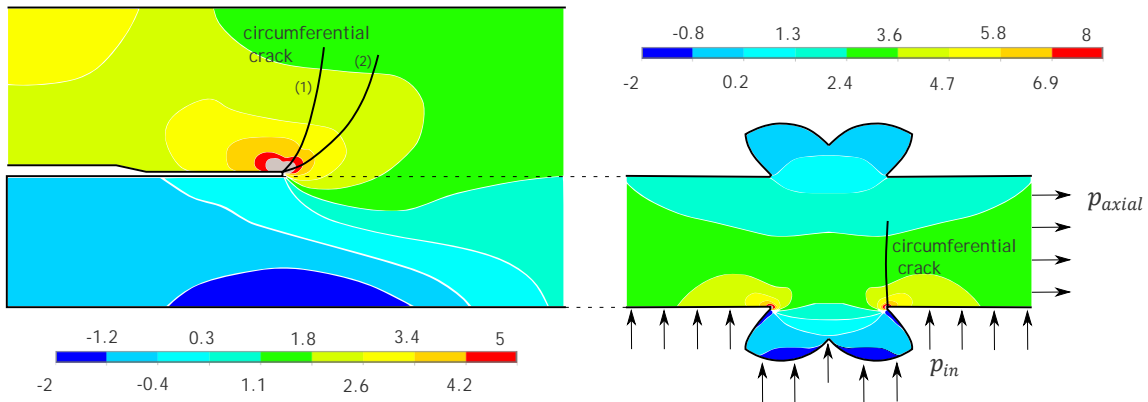 circumferential
crack
(2)
(1)
-1.2 0.3 1.8 3.4 5
-2 -0.4 1.1 2.6 4.2
-0.8 1.3 3.6 5.8 8
-2 0.2 2.4 4.7 6.9
p_axial
circumferential
crack
p_in